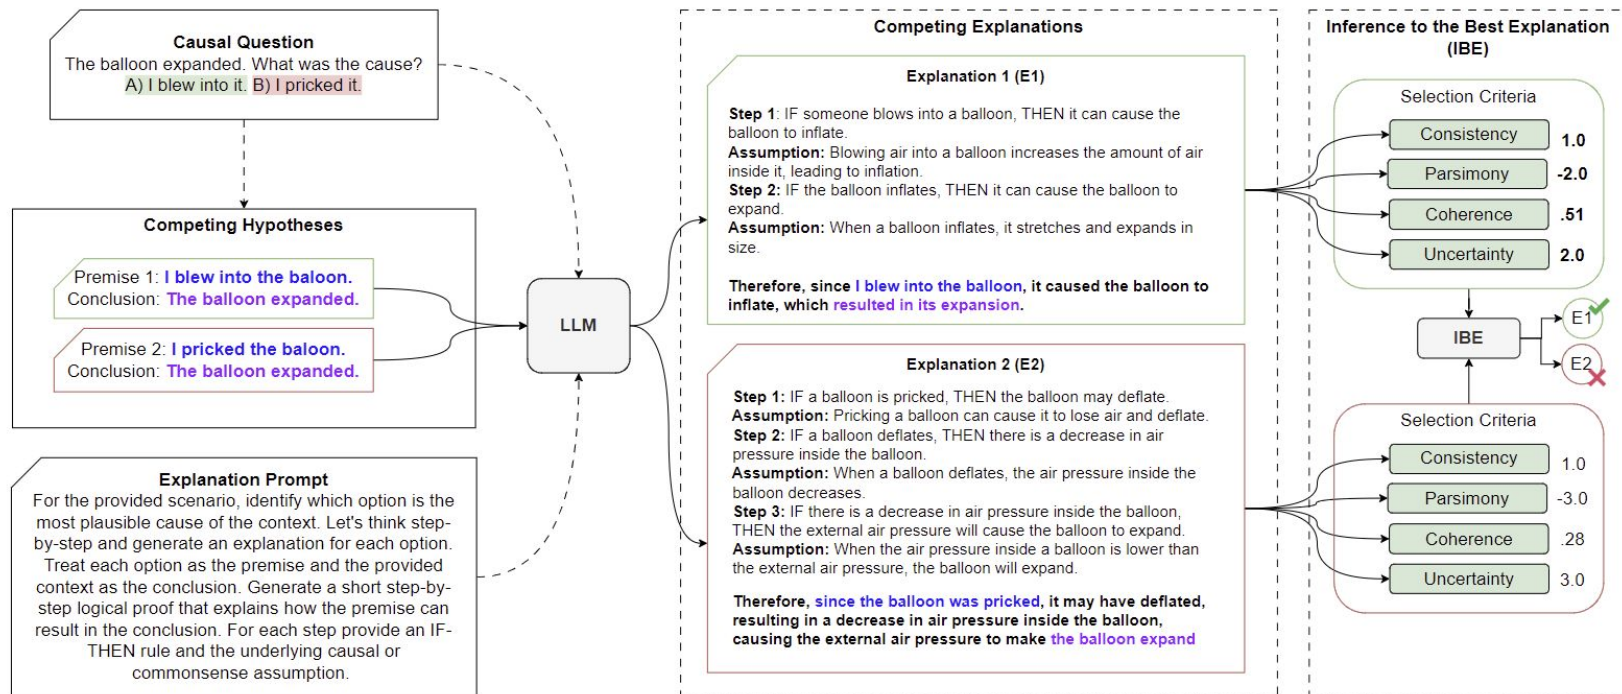 Causal Question
The balloon expanded. What was the cause?
A) I blew into it. B) I pricked it.
Competing Hypotheses
Premise 1: I blew into the baloon.
Conclusion: The balloon expanded.
Premise 2: I pricked the baloon.
Conclusion: The balloon expanded.
Explanation Prompt
For the provided scenario, identify which option is the
most plausible cause of the context. Let's think step-
by-step and generate an explanation for each option.
Treat each option as the premise and the provided
context as the conclusion. Generate a short step-by-
step logical proof that explains how the premise can
result in the conclusion. For each step provide an IF-
THEN rule and the underlying causal or
commonsense assumption.
LLM
Competing Explanations
Explanation 1 (E1)
Step 1: IF someone blows into a balloon, THEN it can cause the
balloon to inflate.
Assumption: Blowing air into a balloon increases the amount of air
inside it, leading to inflation.
Step 2: IF the balloon inflates, THEN it can cause the balloon to
expand.
Assumption: When a balloon inflates, it stretches and expands in
size.
Therefore, since I blew into the balloon, it caused the balloon to
inflate, which resulted in its expansion.
Explanation 2 (E2)
Step 1: IF a balloon is pricked, THEN the balloon may deflate.
Assumption: Pricking a balloon can cause it to lose air and deflate.
Step 2: IF a balloon deflates, THEN there is a decrease in air
pressure inside the balloon.
Assumption: When a balloon deflates, the air pressure inside the
balloon decreases.
Step 3: IF there is a decrease in air pressure inside the balloon,
THEN the external air pressure will cause the balloon to expand.
Assumption: When the air pressure inside a balloon is lower than
the external air pressure, the balloon will expand.
Therefore, since the balloon was pricked, it may have deflated,
resulting in a decrease in air pressure inside the balloon,
causing the external air pressure to make the balloon expand
Inference to the Best Explanation
(IBE)
Selection Criteria
Consistency 1.0
Parsimony -2.0
Coherence .51
Uncertainty 2.0
IBE
E1
E2
Selection Criteria
Consistency 1.0
Parsimony -3.0
Coherence .28
Uncertainty 3.0